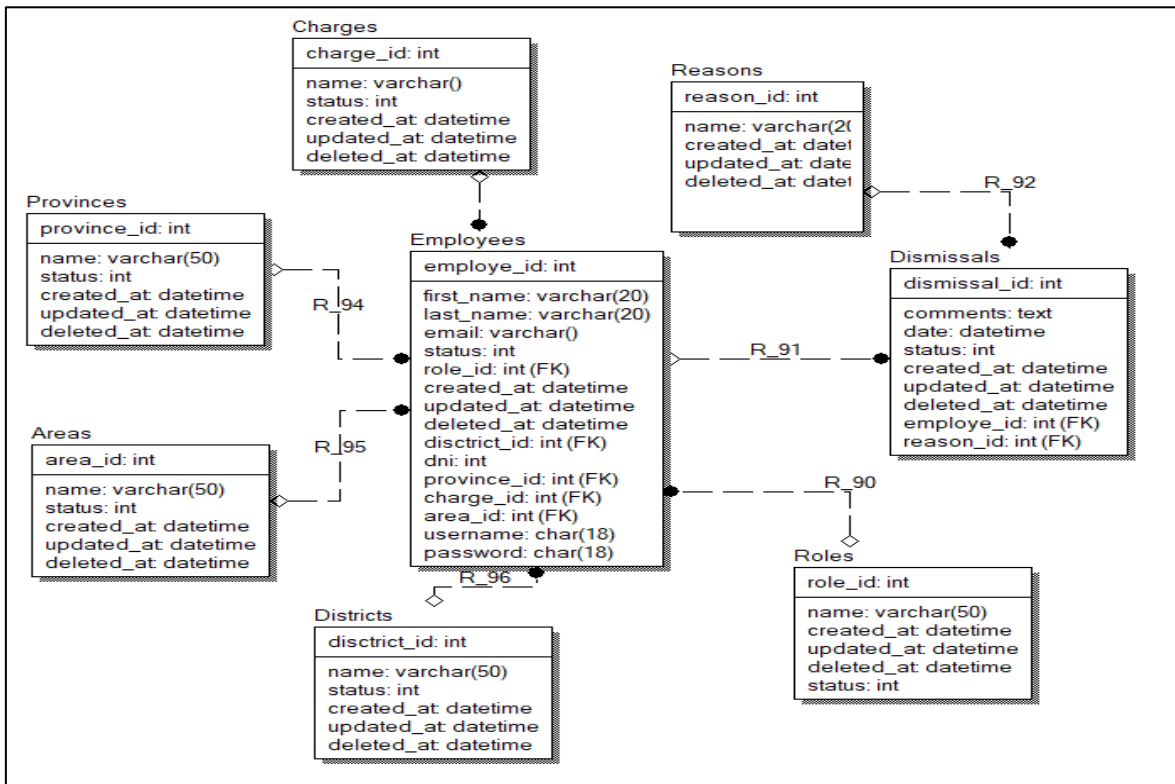 Charges
charge_id: int
name: varchar()
status: int
created_at: datetime
updated_at: datetime
deleted_at: datetime
Reasons
reason_id: int
name: varchar(20
created_at: datet
updated_at: date
deleted_at: datet
R_92
Provinces
province_id: int
name: varchar(50)
status: int
created_at: datetime
updated_at: datetime
deleted_at: datetime
R_94
Employees
employe_id: int
first_name: varchar(20)
last_name: varchar(20)
email: varchar()
status: int
role_id: int (FK)
created_at: datetime
updated_at: datetime
deleted_at: datetime
disctrict_id: int (FK)
dni: int
province_id: int (FK)
charge_id: int (FK)
area_id: int (FK)
username: char(18)
password: char(18)
R_91
Dismissals
dismissal_id: int
comments: text
date: datetime
status: int
created_at: datetime
updated_at: datetime
deleted_at: datetime
employe_id: int (FK)
reason_id: int (FK)
Areas
area_id: int
name: varchar(50)
status: int
created_at: datetime
updated_at: datetime
deleted_at: datetime
R_95
R_90
R_96
Districts
disctrict_id: int
name: varchar(50)
status: int
created_at: datetime
updated_at: datetime
deleted_at: datetime
Roles
role_id: int
name: varchar(50)
created_at: datetime
updated_at: datetime
deleted_at: datetime
status: int